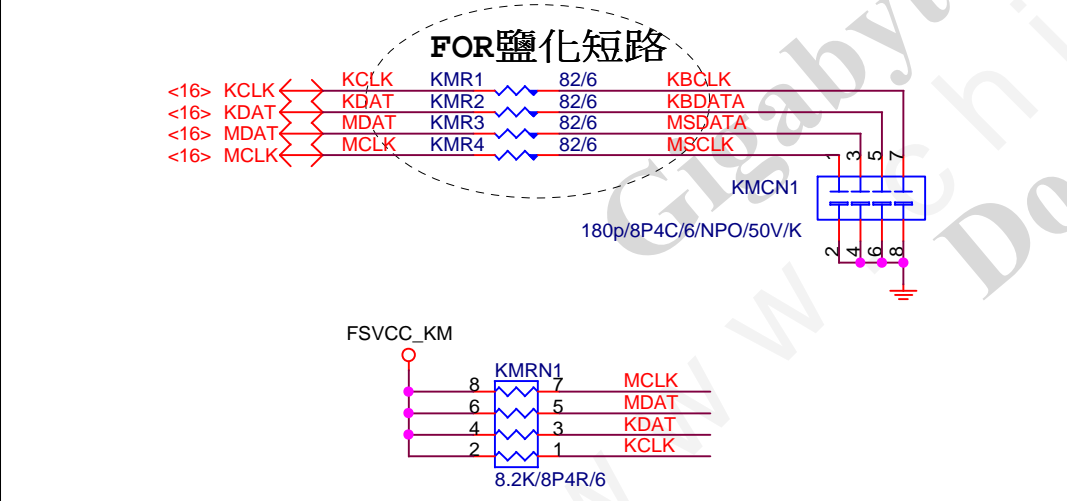 FOR鹽化短路
<16> KCLK KCLK KMR1 82/6 KBCLK
<16> KDAT KDAT KMR2 82/6 KBDATA
<16> MDAT MDAT KMR3 82/6 MSDATA
<16> MCLK MCLK KMR4 82/6 MSCLK
1 3 5 7
KMCN1
180p/8P4C/6/NPO/50V/K
2 4 6 8
FSVCC_KM
KMRN1
8 7 MCLK
6 5 MDAT
4 3 KDAT
2 1 KCLK
8.2K/8P4R/6
Gigaby
Do
w w
c h i